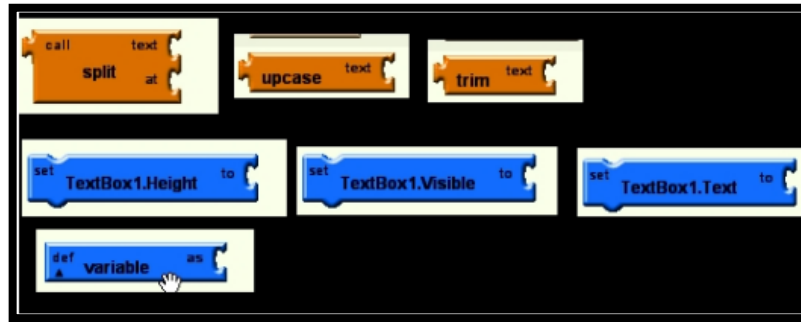 call text
split at
upcase text
trim text
set TextBox1.Height to
set TextBox1.Visible to
set TextBox1.Text to
def variable as